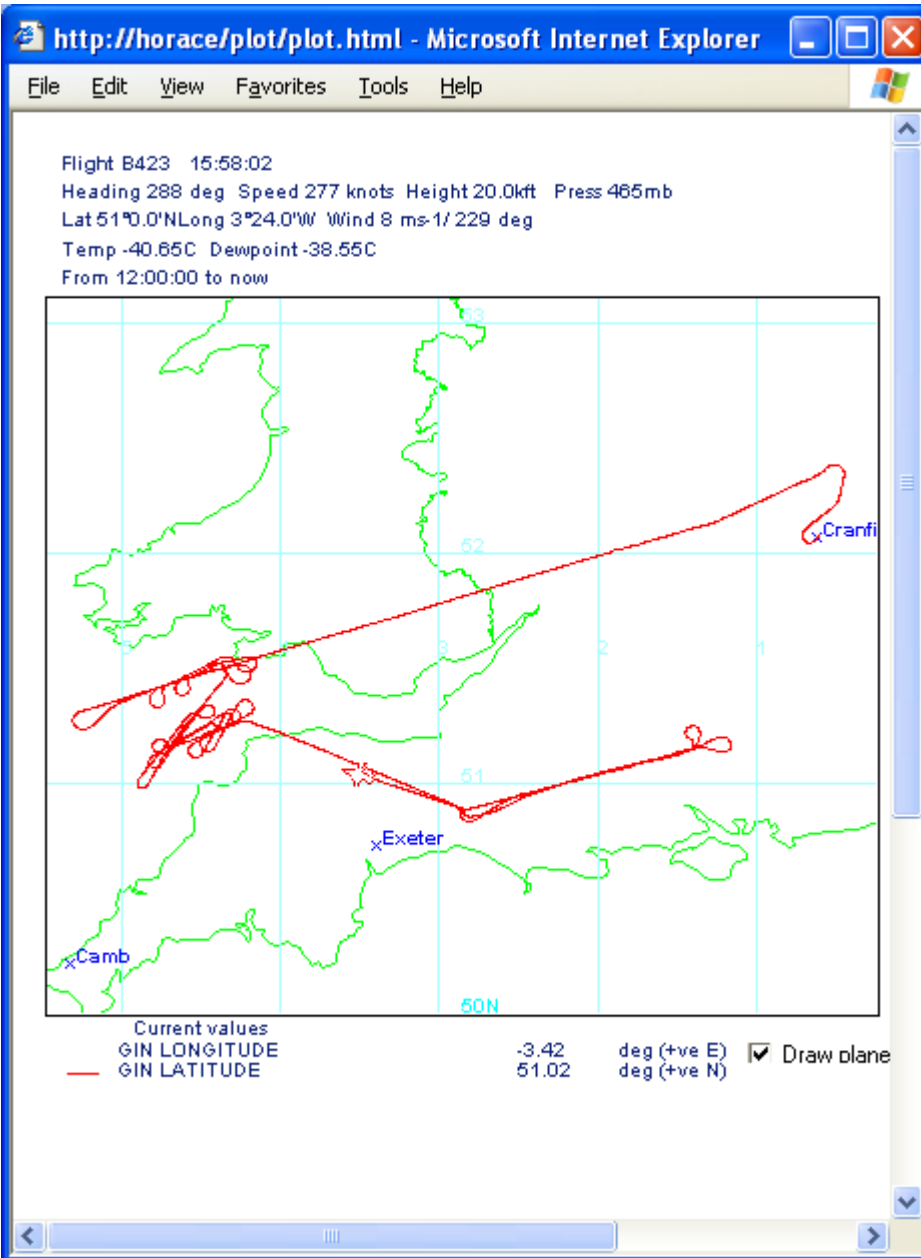 http://horace/plot/plot.html - Microsoft Internet Explorer
File Edit View Favorites Tools Help
Flight B423 15:58:02
Heading 288 deg Speed 277 knots Height 20.0kft Press 465mb
Lat 51°0.0'NLong 3°24.0'W Wind 8 ms-1/ 229 deg
Temp -40.65C Dewpoint -38.55C
From 12:00:00 to now
53
Cranfi
52
5 3 2 1
51
Exeter
Camb
50N
Current values
GIN LONGITUDE -3.42 deg (+ve E) Draw plane
GIN LATITUDE 51.02 deg (+ve N)